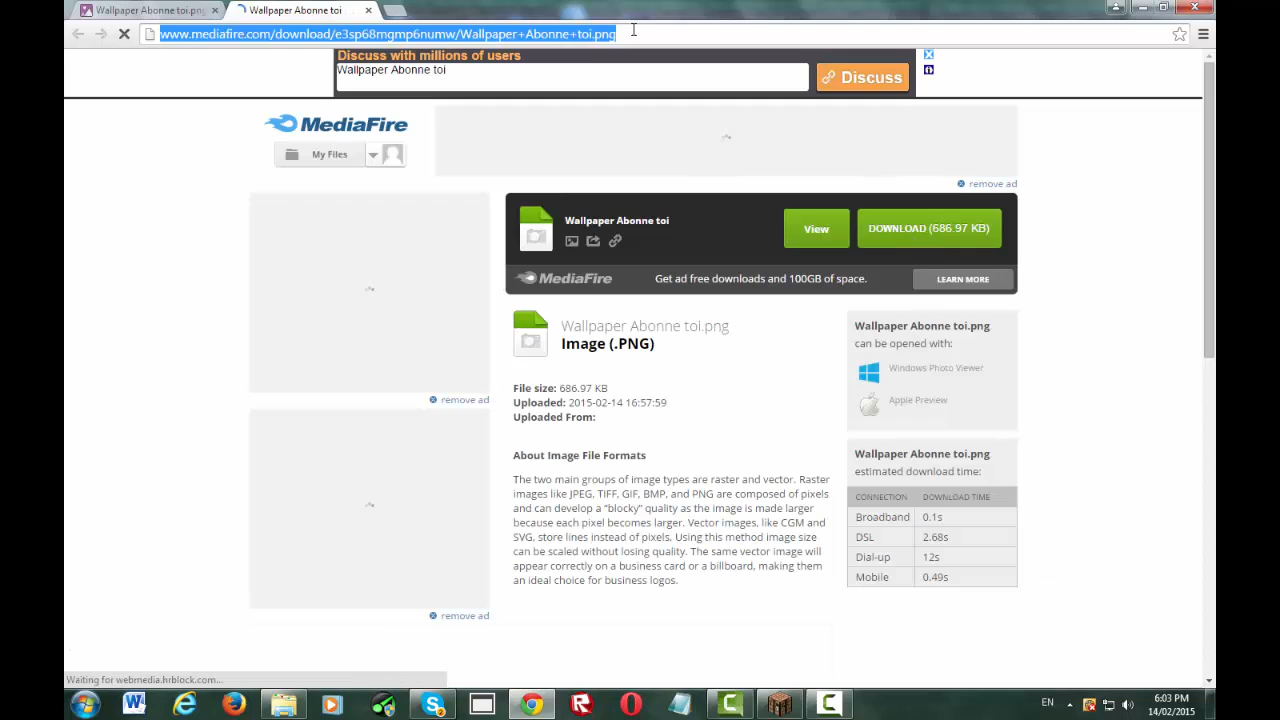 Wallpaper Abonne toi.png
Wallpaper Abonne toi
www.mediafire.com/download/e3sp68mgmp6numw/Wallpaper+Abonne+toi.png
Discuss with millions of users
Wallpaper Abonne toi
Discuss
MediaFire
My Files
remove ad
Wallpaper Abonne toi
View
DOWNLOAD (686.97 KB)
MediaFire
Get ad free downloads and 100GB of space.
LEARN MORE
Wallpaper Abonne toi.png
Image (.PNG)
File size: 686.97 KB
Uploaded: 2015-02-14 16:57:59
Uploaded From:
About Image File Formats
The two main groups of image types are raster and vector. Raster
images like JPEG, TIFF, GIF, BMP, and PNG are composed of pixels
and can develop a "blocky" quality as the image is made larger
because each pixel becomes larger. Vector images, like CGM and
SVG, store lines instead of pixels. Using this method image size
can be scaled without losing quality. The same vector image will
appear correctly on a business card or a billboard, making them
an ideal choice for business logos.
Wallpaper Abonne toi.png
can be opened with:
Windows Photo Viewer
Apple Preview
Wallpaper Abonne toi.png
estimated download time:
CONNECTION DOWNLOAD TIME
Broadband 0.1s
DSL 2.68s
Dial-up 12s
Mobile 0.49s
remove ad
remove ad
Waiting for webmedia.hrblock.com...
EN
6:03 PM
14/02/2015